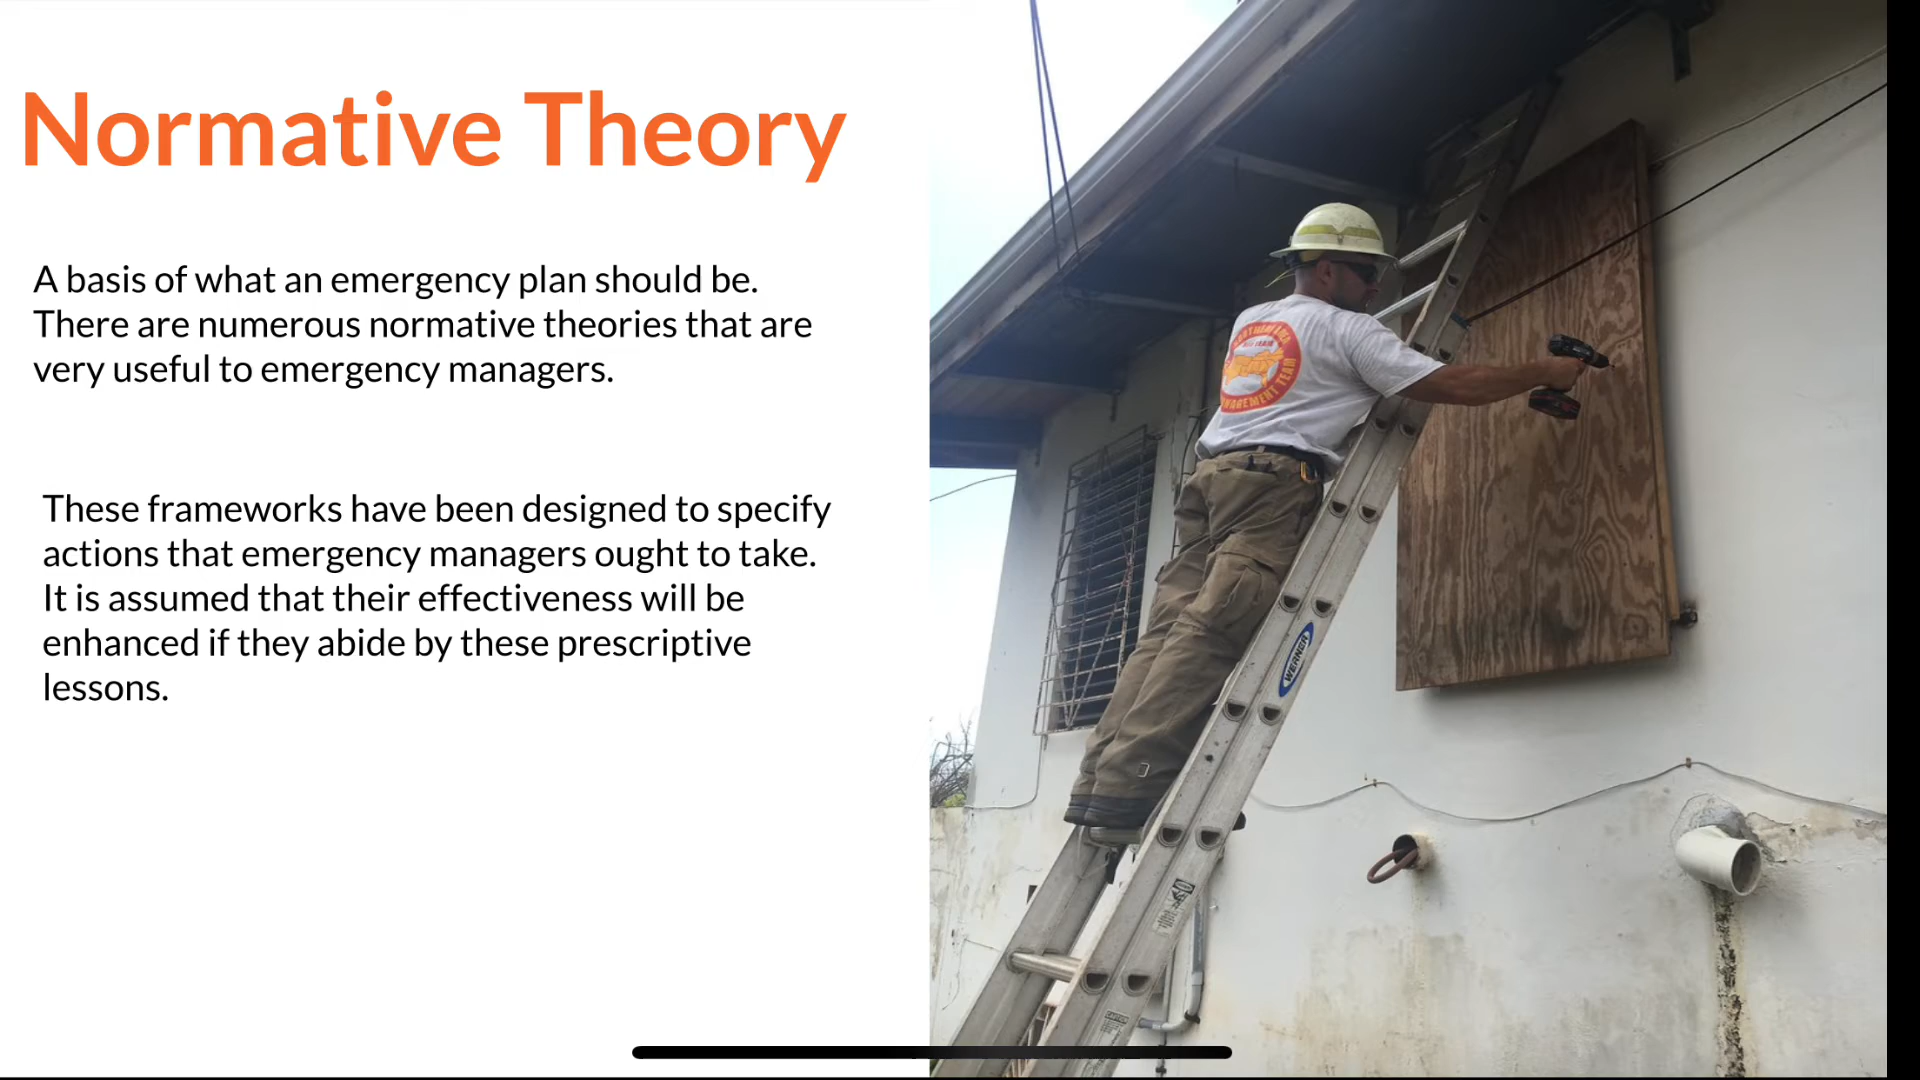 Normative Theory
A basis of what an emergency plan should be.
There are numerous normative theories that are
very useful to emergency managers.
These frameworks have been designed to specify
actions that emergency managers ought to take.
It is assumed that their effectiveness will be
enhanced if they abide by these prescriptive
lessons.
TEAM
WERNER